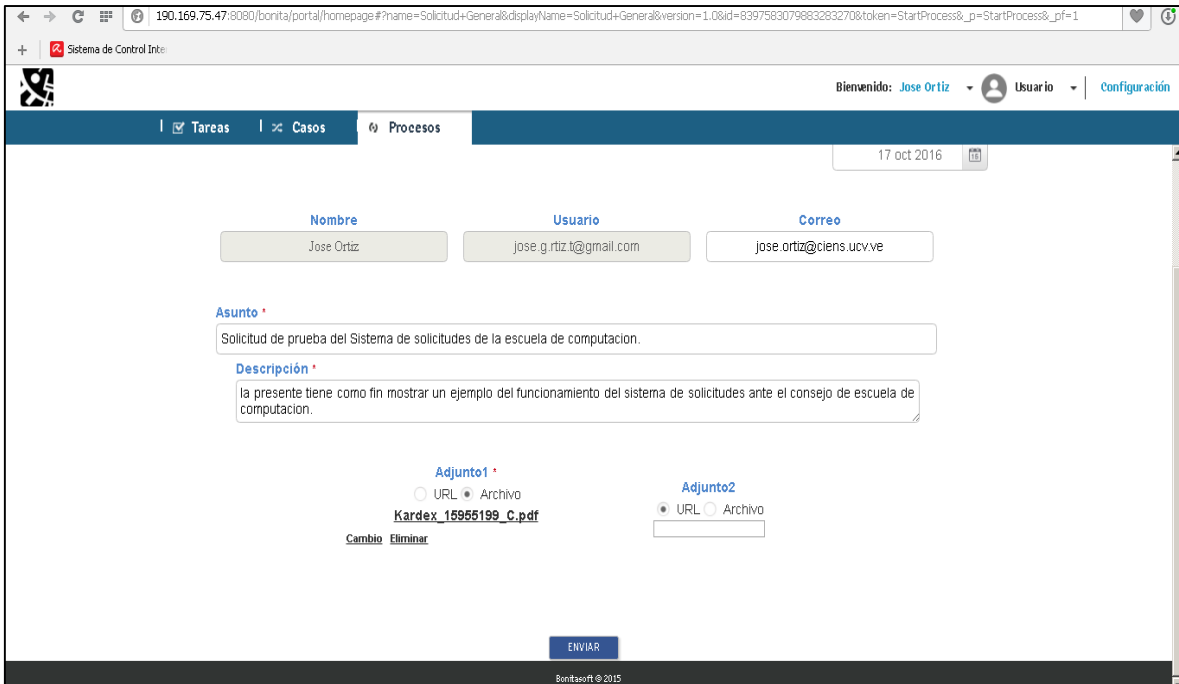 190.169.75.47:8080/bonita/portal/homepage#?name=Solicitud+General&displayName=Solicitud+General&version=1.0&id=8397583079883283270&token=StartProcess&_p=StartProcess&_pf=1
+ Sistema de Control Inte
Bienvenido: Jose Ortiz Usuario Configuración
Tareas Casos Procesos
17 oct 2016
Nombre Usuario Correo
Jose Ortiz jose.g.rtiz.t@gmail.com jose.ortiz@ciens.ucv.ve
Asunto *
Solicitud de prueba del Sistema de solicitudes de la escuela de computacion.
Descripción *
la presente tiene como fin mostrar un ejemplo del funcionamiento del sistema de solicitudes ante el consejo de escuela de
computacion.
Adjunto1 * Adjunto2
URL Archivo URL Archivo
Kardex_15955199_C.pdf
Cambio Eliminar
ENVIAR
Bonitasoft © 2015